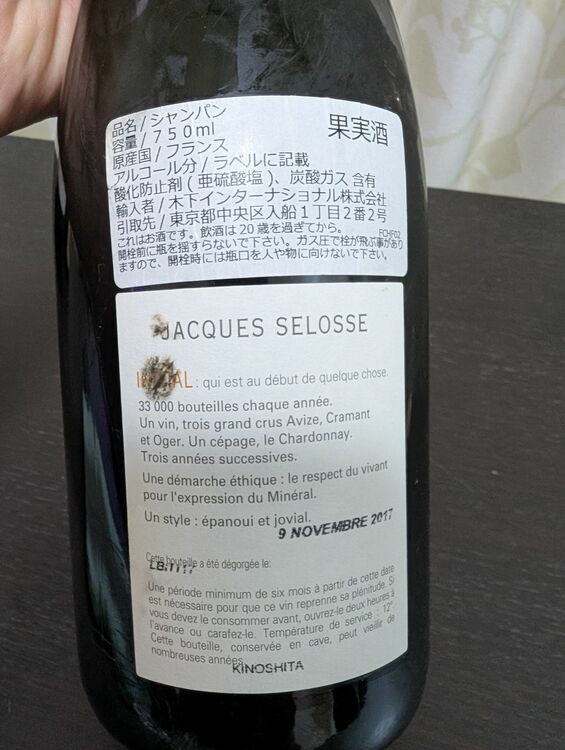 品名/シャンパン
果実酒
容量/750ml
原産国/フランス
アルコール分/ラベルに記載
酸化防止剤(亜硫酸塩)、炭酸ガス含有
輸入者/木下インターナショナル株式会社
引取先/東京都中央区入船1丁目2番2号
FCHF02
これはお酒です。飲酒は20歳を過ぎてから。
開栓前に瓶を揺すらないで下さい。ガス圧で栓が飛ぶ事があり
ますので、開栓時には瓶口を人や物に向けないで下さい。
JACQUES SELOSSE
: qui est au début de quelque chose.
33 000 bouteilles chaque année.
Un vin, trois grand crus Avize, Cramant
et Oger. Un cépage, le Chardonnay.
Trois années successives.
Une démarche éthique : le respect du vivant
pour l'expression du Minéral.
Un style : épanoui et jovial.
9 NOVEMBRE 2017
Cette bouteille a été dégorgée le:
Une période minimum de six mois à partir de cette date
est nécessaire pour que ce vin reprenne sa plénitude. Si
vous devez le consommer avant, ouvrez-le deux heures à
l'avance ou carafez-le. Température de service : 12°.
Cette bouteille, conservée en cave, peut vieillir de
nombreuses années.
KINOSHITA